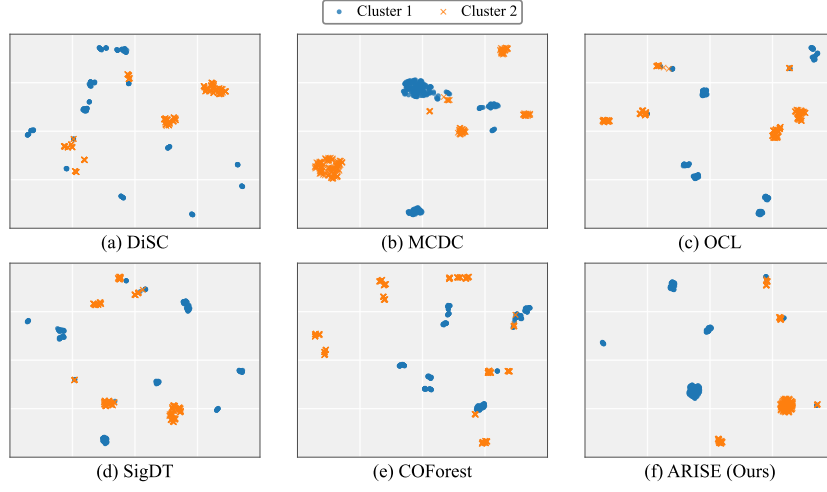 Cluster 1 Cluster 2
(a) DiSC
(b) MCDC
(c) OCL
(d) SigDT
(e) COForest
(f) ARISE (Ours)